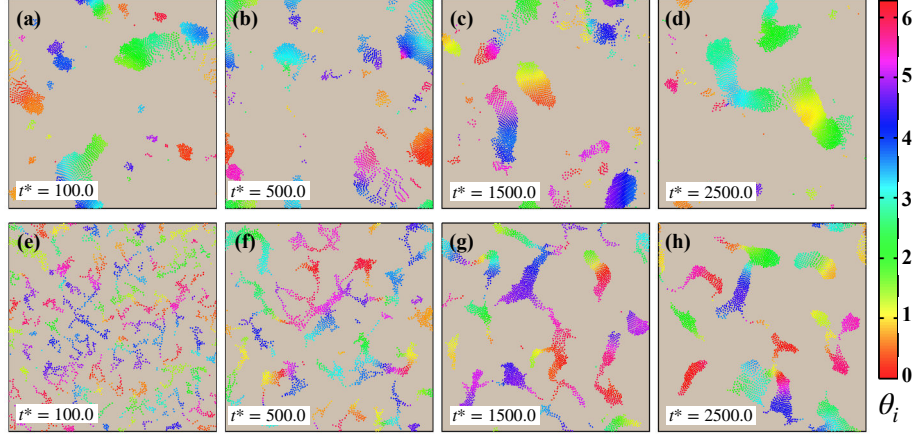 (a) (b) (c) (d)
t* = 100.0 t* = 500.0 t* = 1500.0 t* = 2500.0
(e) (f) (g) (h)
t* = 100.0 t* = 500.0 t* = 1500.0 t* = 2500.0
6
5
4
3
2
1
0
θᵢ